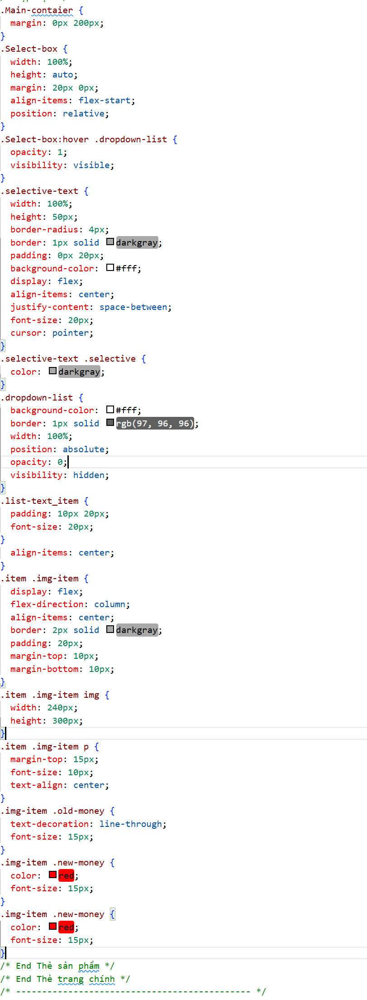 .Main-contaier {
margin: 0px 200px;
}
.Select-box {
width: 100%;
height: auto;
margin: 20px 0px;
align-items: flex-start;
position: relative;
}
.Select-box:hover .dropdown-list {
opacity: 1;
visibility: visible;
}
.selective-text {
width: 100%;
height: 50px;
border-radius: 4px;
border: 1px solid darkgray;
padding: 0px 20px;
background-color: #fff;
display: flex;
align-items: center;
justify-content: space-between;
font-size: 20px;
cursor: pointer;
}
.selective-text .selective {
color: darkgray;
}
.dropdown-list {
background-color: #fff;
border: 1px solid rgb(97, 96, 96);
width: 100%;
position: absolute;
opacity: 0;
visibility: hidden;
}
.list-text_item {
padding: 10px 20px;
font-size: 20px;
}
align-items: center;
}
.item .img-item {
display: flex;
flex-direction: column;
align-items: center;
border: 2px solid darkgray;
padding: 20px;
margin-top: 10px;
margin-bottom: 10px;
}
.item .img-item img {
width: 240px;
height: 300px;
}
.item .img-item p {
margin-top: 15px;
font-size: 10px;
text-align: center;
}
.img-item .old-money {
text-decoration: line-through;
font-size: 15px;
}
.img-item .new-money {
color: red;
font-size: 15px;
}
.img-item .new-money {
color: red;
font-size: 15px;
}
/* End Thẻ sản phẩm */
/* End Thẻ trang chính */
/* --------------------------------------------- */